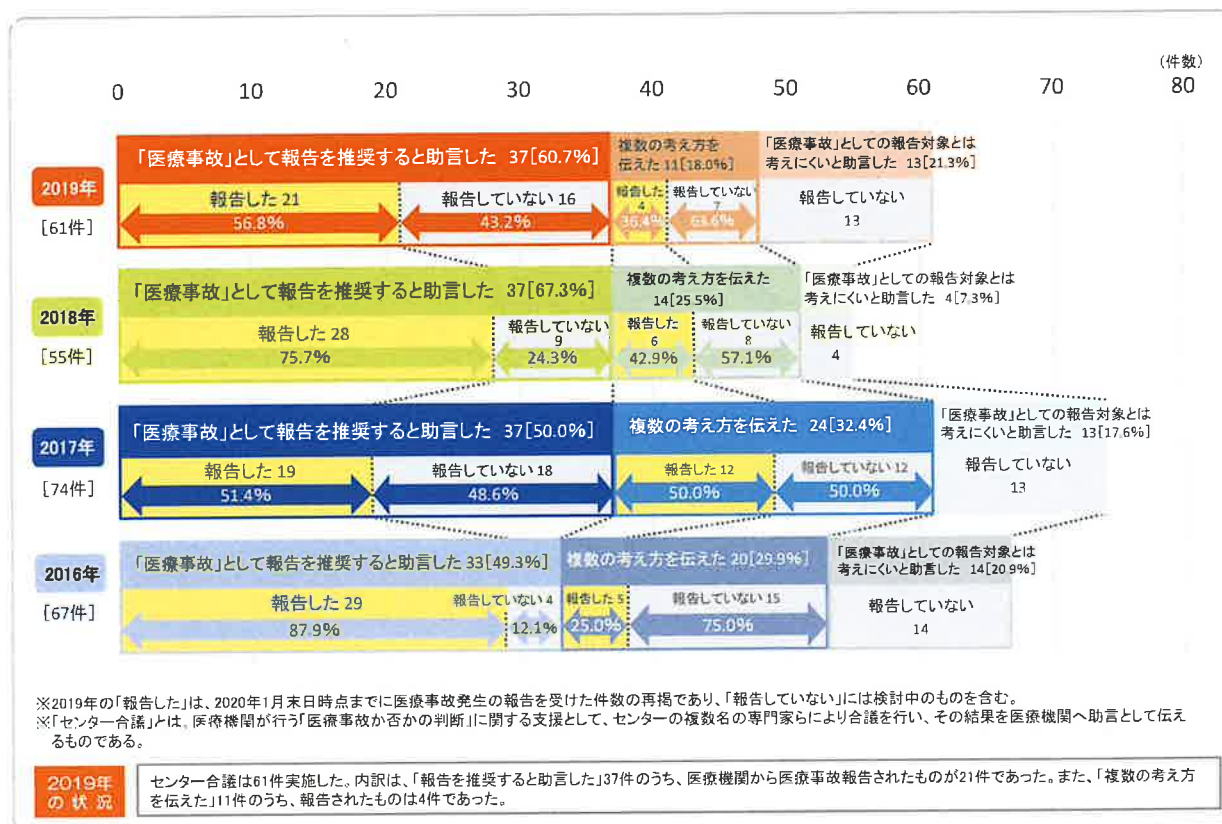 (件数)
0 10 20 30 40 50 60 70 80
2019年
[61件]
「医療事故」として報告を推奨すると助言した 37[60.7%]
複数の考え方を
伝えた 11[18.0%]
「医療事故」としての報告対象とは
考えにくいと助言した 13[21.3%]
報告した 21
56.8%
報告していない 16
43.2%
報告した
4
36.4%
報告していない
7
63.6%
報告していない
13
2018年
[55件]
「医療事故」として報告を推奨すると助言した 37[67.3%]
複数の考え方を伝えた
14[25.5%]
「医療事故」としての報告対象とは
考えにくいと助言した 4[7.3%]
報告した 28
75.7%
報告していない
9
24.3%
報告した
6
42.9%
報告していない
8
57.1%
報告していない
4
2017年
[74件]
「医療事故」として報告を推奨すると助言した 37[50.0%]
複数の考え方を伝えた 24[32.4%]
「医療事故」としての報告対象とは
考えにくいと助言した 13[17.6%]
報告した 19
51.4%
報告していない 18
48.6%
報告した 12
50.0%
報告していない 12
50.0%
報告していない
13
2016年
[67件]
「医療事故」として報告を推奨すると助言した 33[49.3%]
複数の考え方を伝えた 20[29.9%]
「医療事故」としての報告対象とは
考えにくいと助言した 14[20.9%]
報告した 29
87.9%
報告していない 4
12.1%
報告した 5
25.0%
報告していない 15
75.0%
報告していない
14
※2019年の「報告した」は、2020年1月末日時点までに医療事故発生の報告を受けた件数の再掲であり、「報告していない」には検討中のものを含む。
※「センター合議」とは、医療機関が行う「医療事故か否かの判断」に関する支援として、センターの複数名の専門家らにより合議を行い、その結果を医療機関へ助言として伝え
るものである。
2019年
の状況
センター合議は61件実施した。内訳は、「報告を推奨すると助言した」37件のうち、医療機関から医療事故報告されたものが21件であった。また、「複数の考え方
を伝えた」11件のうち、報告されたものは4件であった。